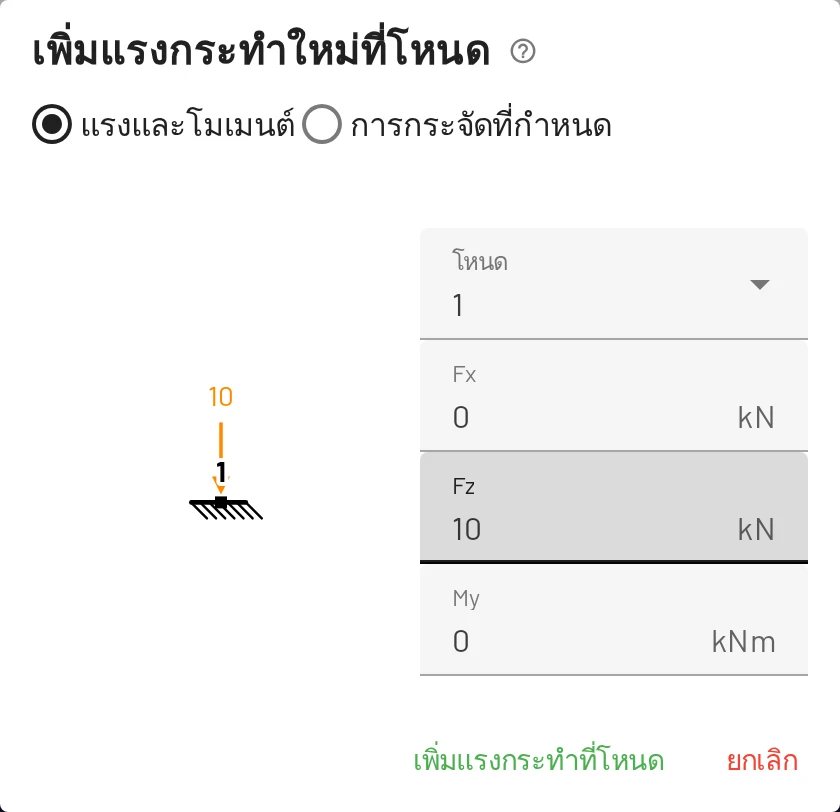 เพิ่มแรงกระทำใหม่ที่โหนด
แรงและโมเมนต์ การกระจัดที่กำหนด
โหนด
1
Fx
0 kN
10
1
Fz
10 kN
My
0 kNm
เพิ่มแรงกระทำที่โหนด ยกเลิก